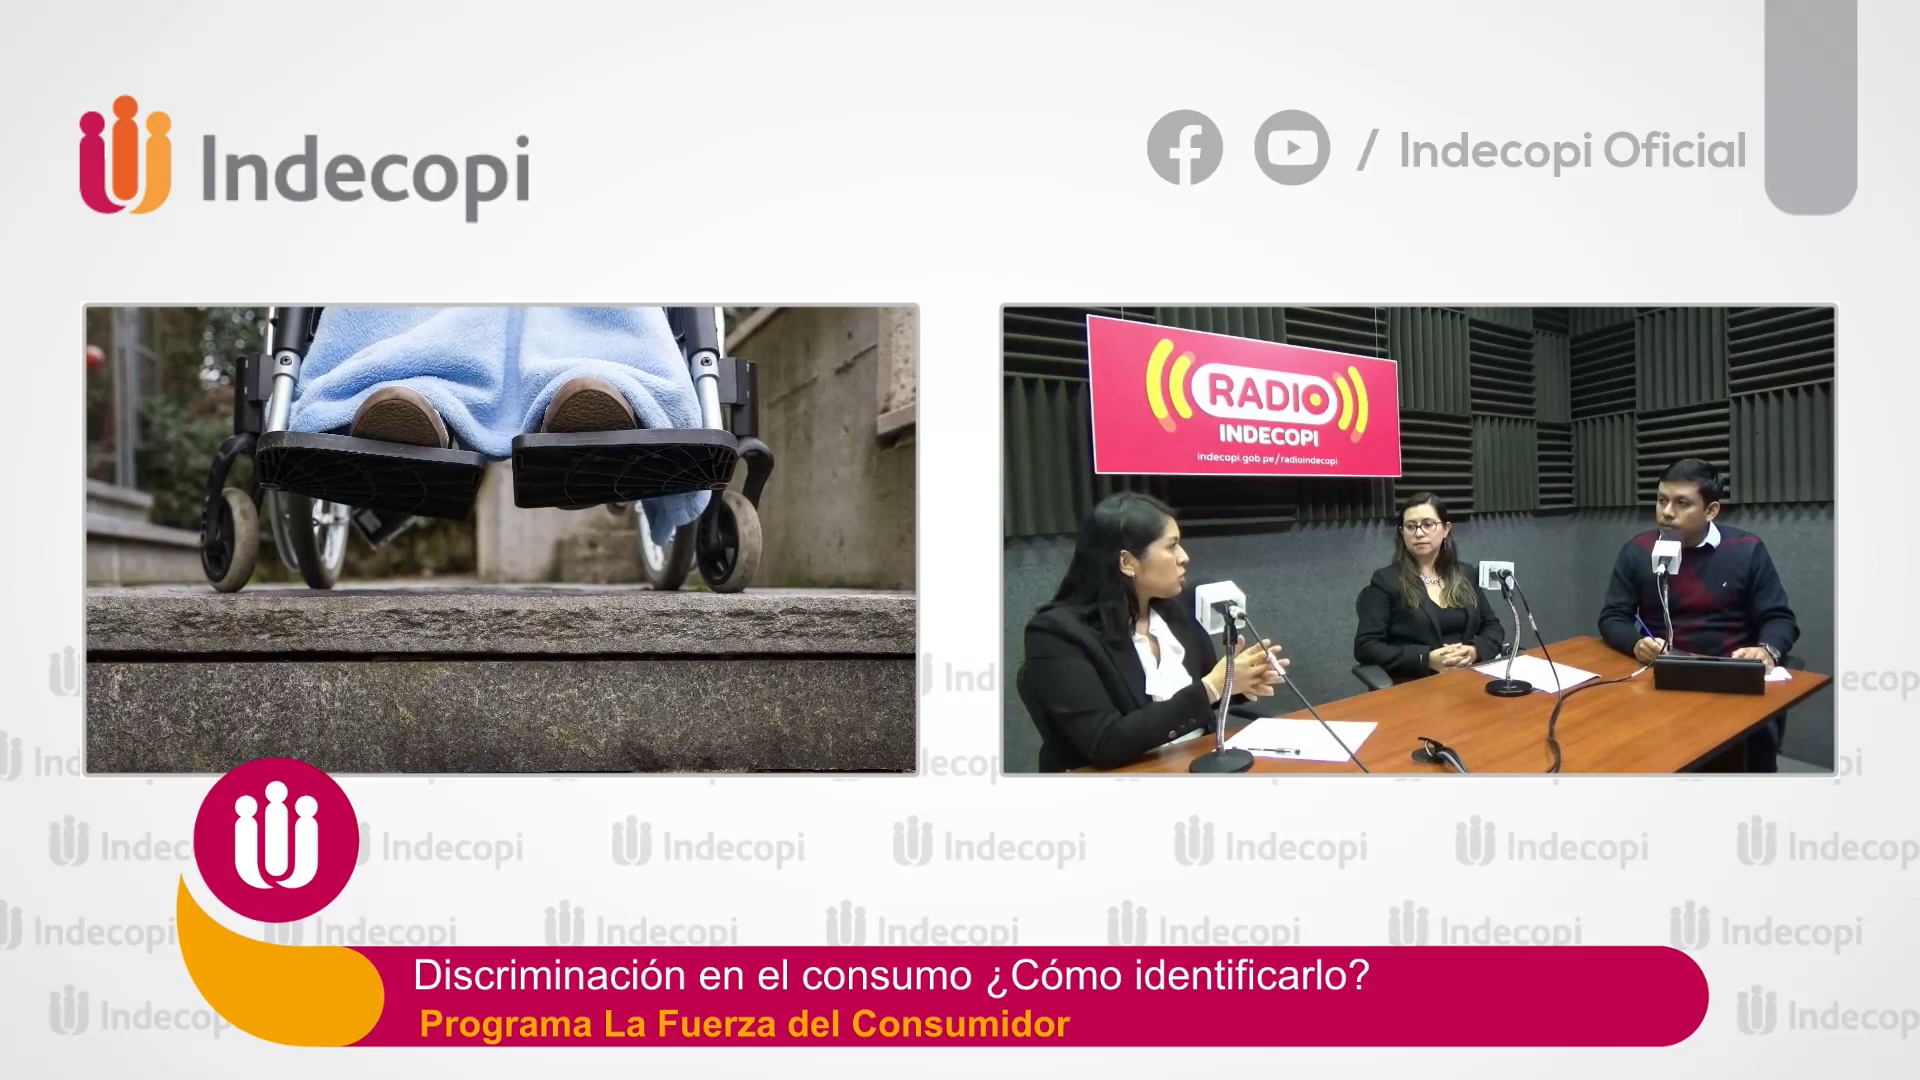 Indecopi
/ Indecopi Oficial
RADIO
INDECOPI
indecopi.gob.pe/radioindecopi
Discriminación en el consumo ¿Cómo identificarlo?
Programa La Fuerza del Consumidor